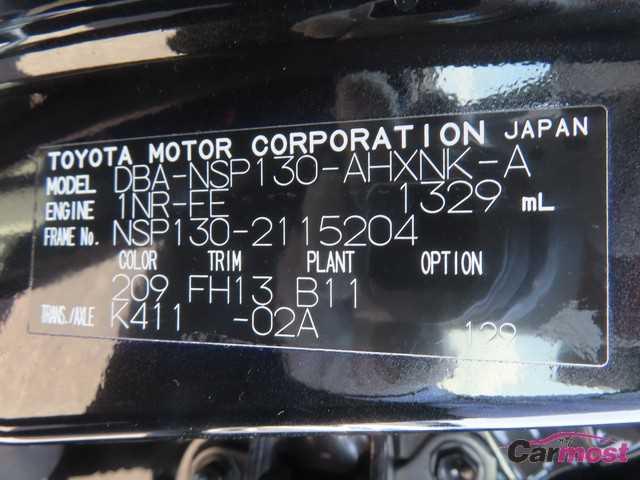 TOYOTA MOTOR CORPORATION JAPAN
MODEL DBA-NSP130-AHXNK-A
ENGINE 1NR-FE 1329 mL
FRAME No. NSP130-2115204
COLOR TRIM PLANT OPTION
209 FH13 B11
TRANS./AXLE K411 -02A
129
Carmost